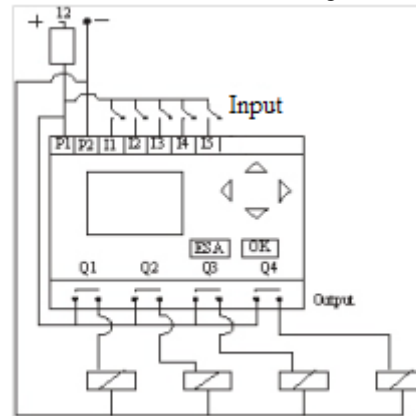 + 12 −
Input
P1 P2 I1 I2 I3 I4 I5
ESA OK
Q1 Q2 Q3 Q4
Output